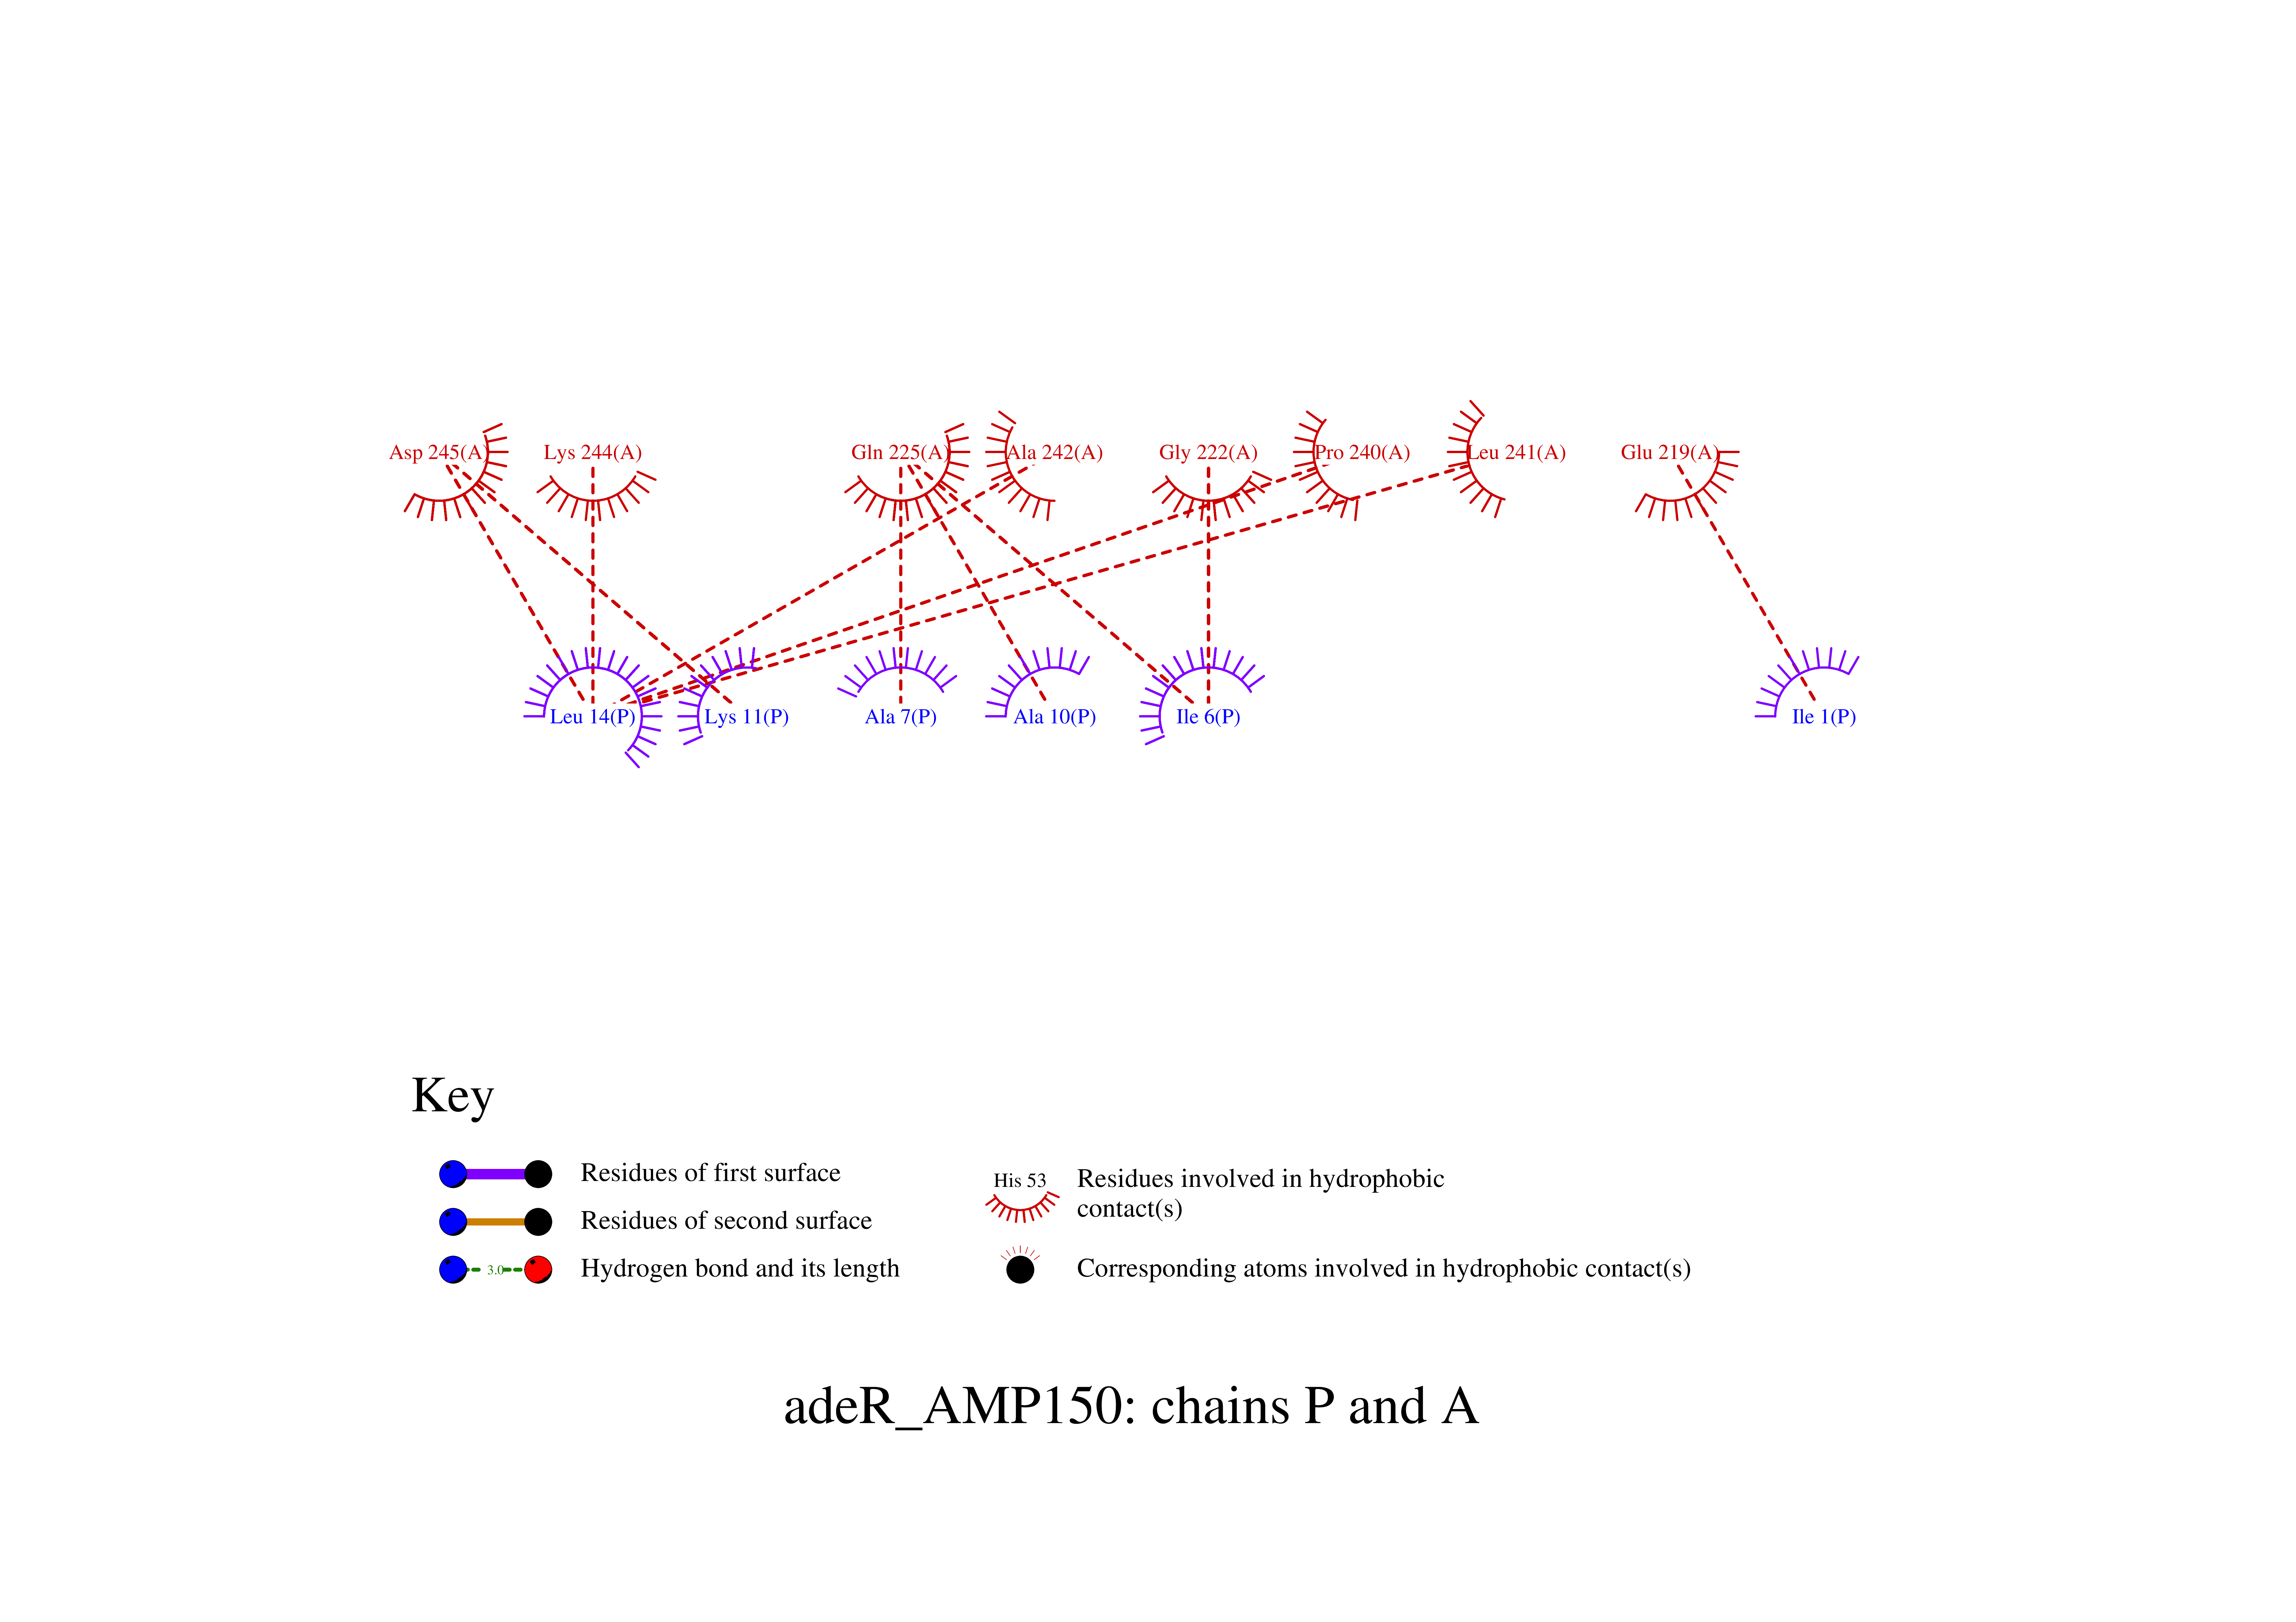 Asp 245(A) Lys 244(A) Gln 225(A) Ala 242(A) Gly 222(A) Pro 240(A) Leu 241(A) Glu 219(A)
Leu 14(P) Lys 11(P) Ala 7(P) Ala 10(P) Ile 6(P) Ile 1(P)
Key
Residues of first surface
Residues of second surface
3.0 Hydrogen bond and its length
His 53 Residues involved in hydrophobic
contact(s)
Corresponding atoms involved in hydrophobic contact(s)
adeR_AMP150: chains P and A